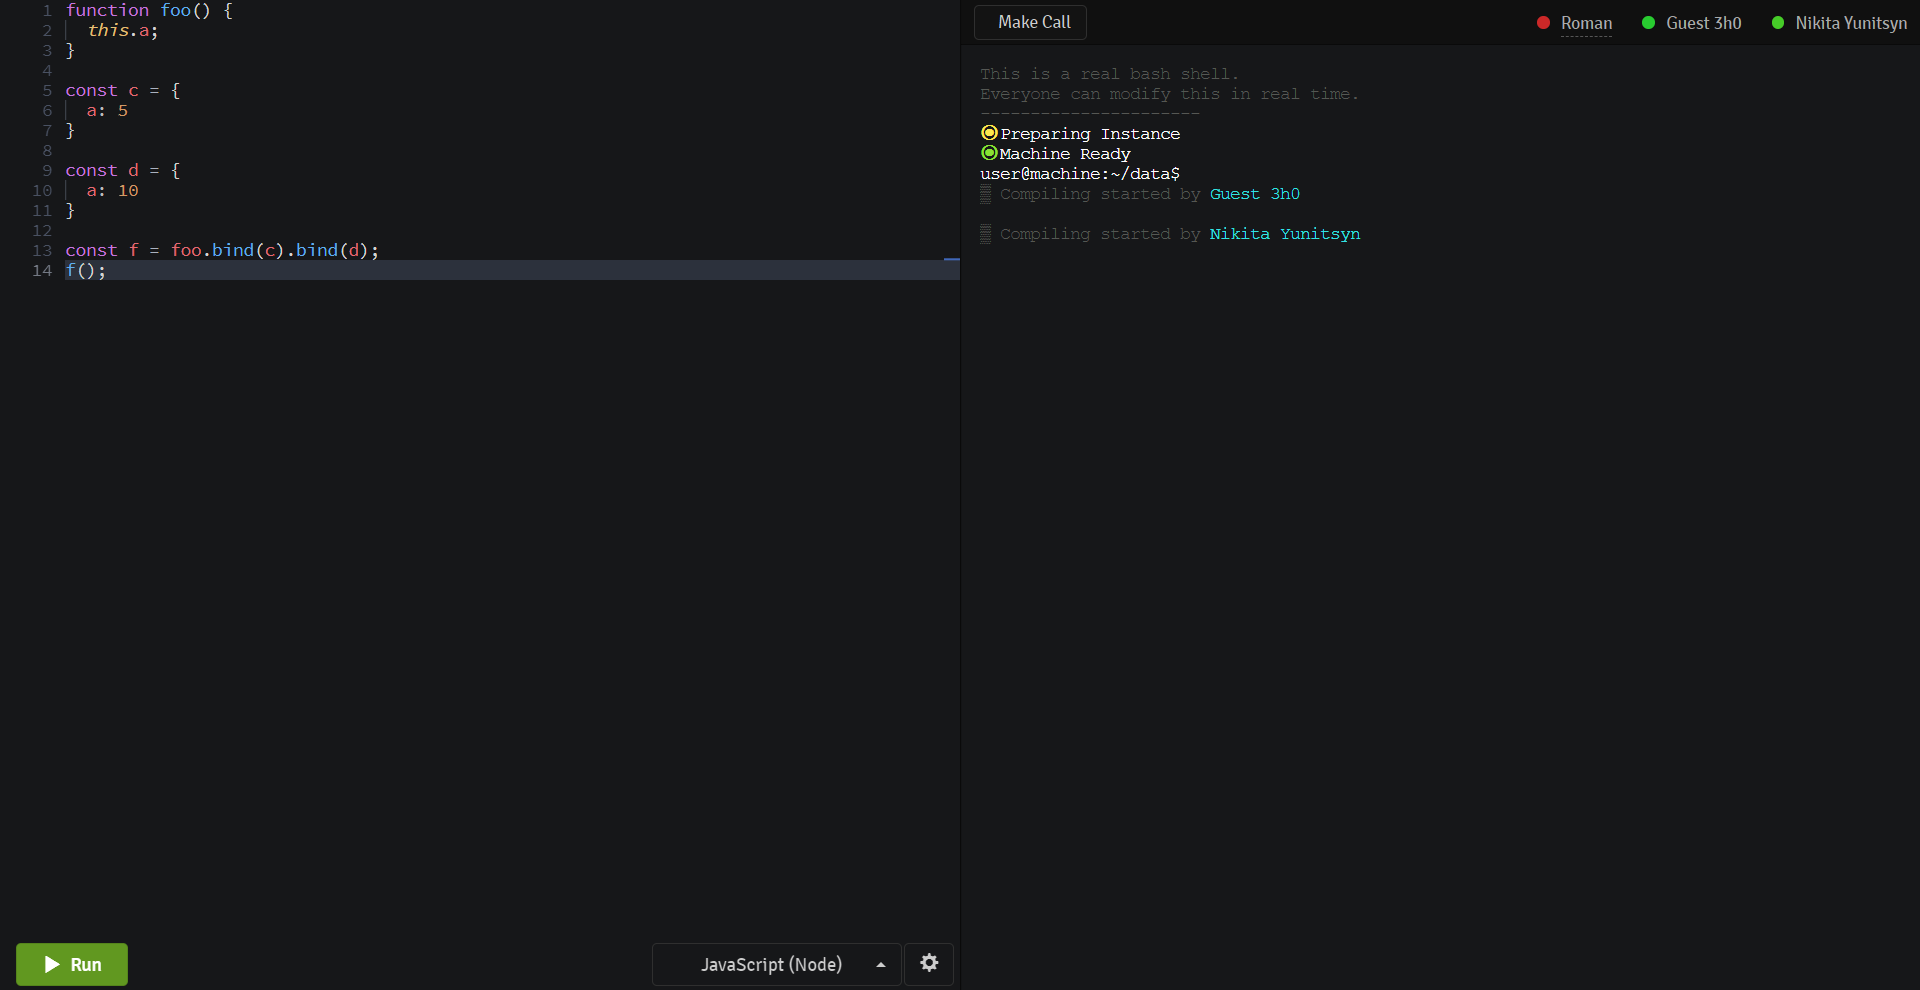 1 function foo() {
2   this.a;
3 }
4
5 const c = {
6   a: 5
7 }
8
9 const d = {
10   a: 10
11 }
12
13 const f = foo.bind(c).bind(d);
14 f();
Run
JavaScript (Node)
Make Call
Roman
Guest 3h0
Nikita Yunitsyn
This is a real bash shell.
Everyone can modify this in real time.
----------------------
Preparing Instance
Machine Ready
user@machine:~/data$
Compiling started by Guest 3h0
Compiling started by Nikita Yunitsyn